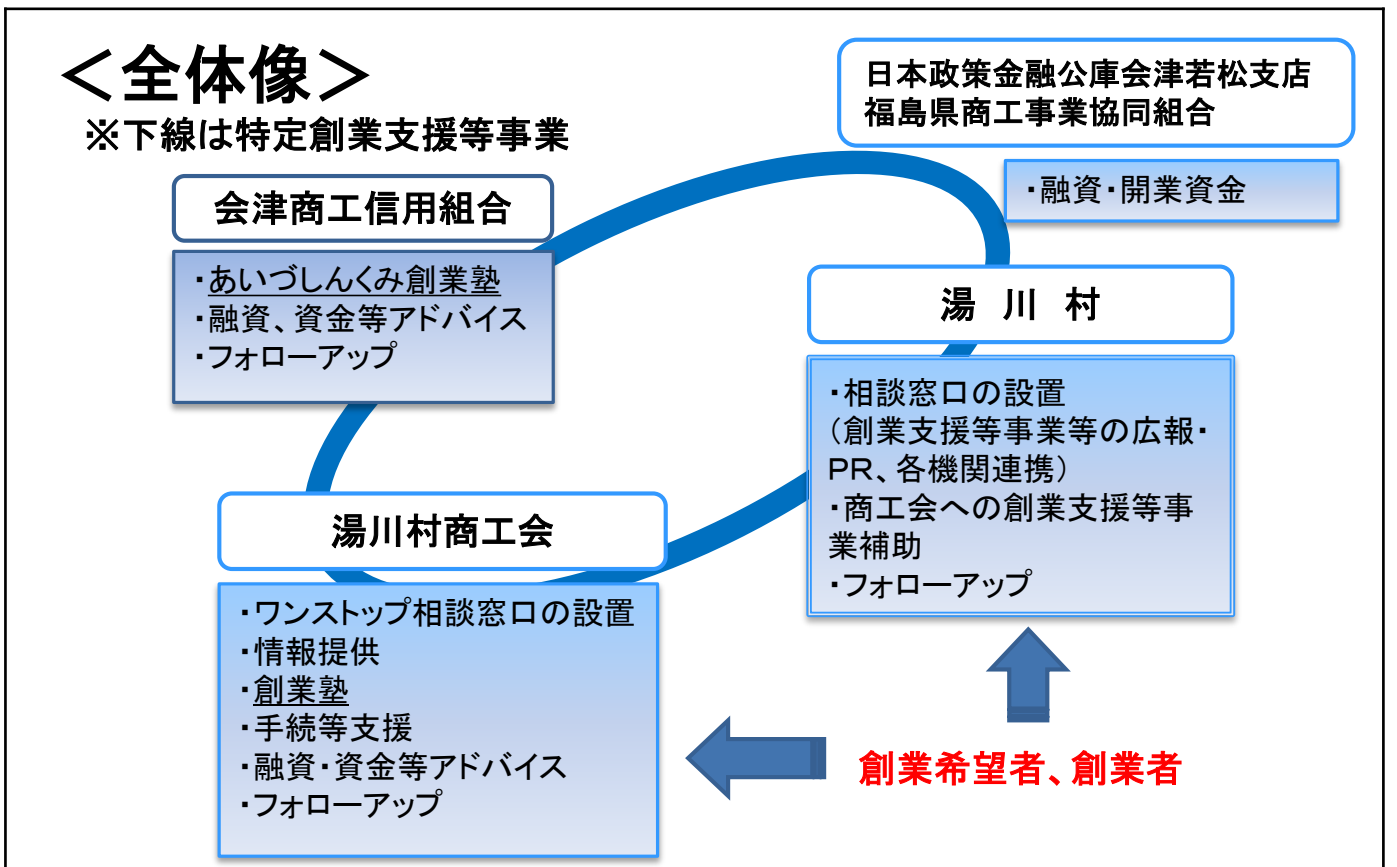 ＜全体像＞
※下線は特定創業支援等事業
日本政策金融公庫会津若松支店
福島県商工事業協同組合
・融資・開業資金
会津商工信用組合
・あいづしんくみ創業塾
・融資、資金等アドバイス
・フォローアップ
湯　川　村
・相談窓口の設置
（創業支援等事業等の広報・
ＰＲ、各機関連携）
・商工会への創業支援等事
業補助
・フォローアップ
湯川村商工会
・ワンストップ相談窓口の設置
・情報提供
・創業塾
・手続等支援
・融資・資金等アドバイス
・フォローアップ
創業希望者、創業者